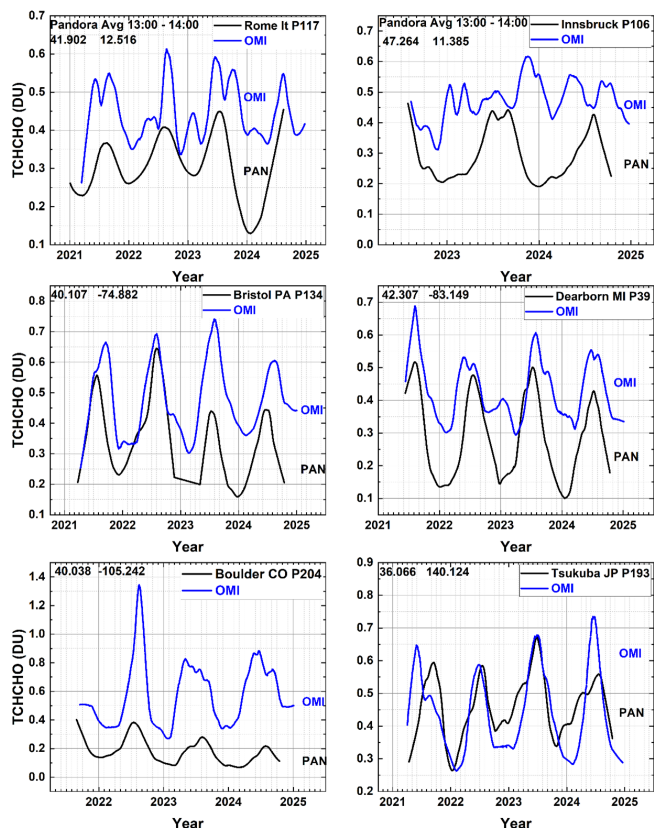 Pandora Avg 13:00 - 14:00
Rome It P117
41.902 12.516
OMI
TCHCHO (DU)
0.7
0.6
0.5
0.4
0.3
0.2
0.1
OMI
PAN
2021 2022 2023 2024 2025
Year
Pandora Avg 13:00 - 14:00
Innsbruck P106
47.264 11.385
OMI
0.7
0.6
0.5
0.4
0.3
0.2
0.1
0.0
OMI
PAN
2023 2024 2025
Year
40.107 -74.882
Bristol PA P134
OMI
TCHCHO (DU)
0.8
0.7
0.6
0.5
0.4
0.3
0.2
0.1
OMI
PAN
2021 2022 2023 2024 2025
Year
42.307 -83.149
Dearborn MI P39
OMI
0.7
0.6
0.5
0.4
0.3
0.2
0.1
OMI
PAN
2021 2022 2023 2024 2025
Year
40.038 -105.242
Boulder CO P204
OMI
TCHCHO (DU)
1.4
1.2
1.0
0.8
0.6
0.4
0.2
0.0
OMI
PAN
2022 2023 2024 2025
Year
36.066 140.124
Tsukuba JP P193
OMI
0.9
0.8
0.7
0.6
0.5
0.4
0.3
0.2
OMI
PAN
2021 2022 2023 2024 2025
Year